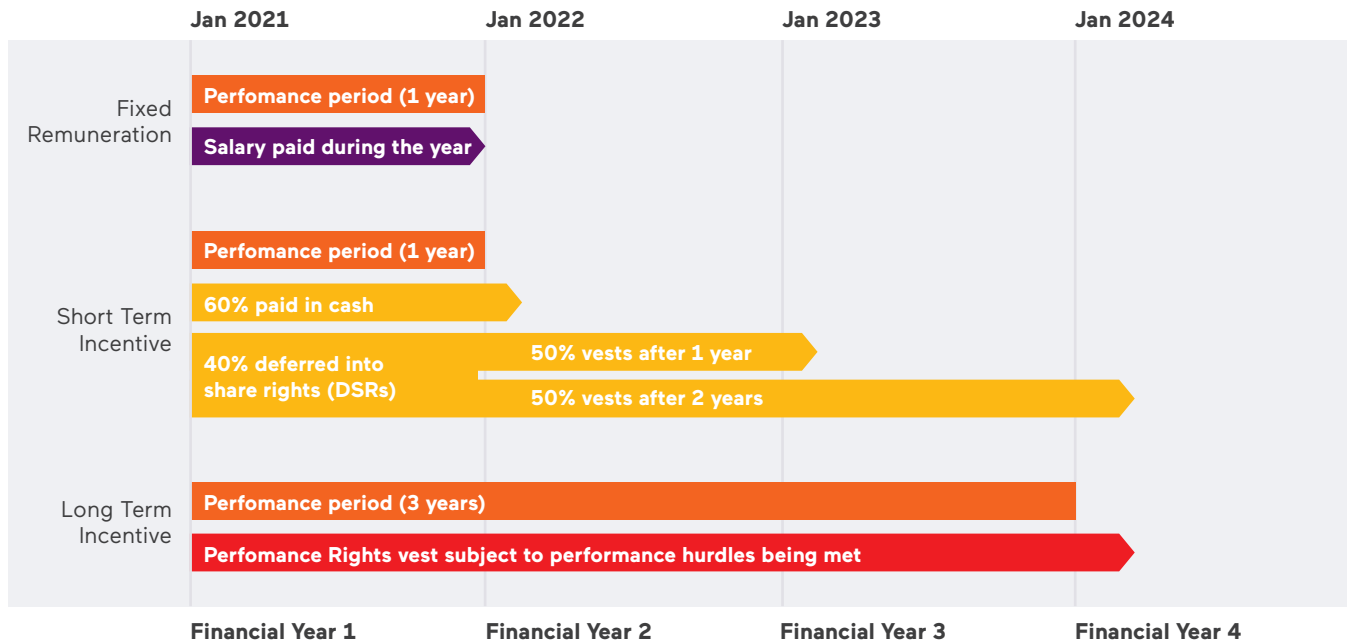 Jan 2021
Jan 2022
Jan 2023
Jan 2024
Fixed
Remuneration
Perfomance period (1 year)
Salary paid during the year
Short Term
Incentive
Perfomance period (1 year)
60% paid in cash
40% deferred into
share rights (DSRs)
50% vests after 1 year
50% vests after 2 years
Long Term
Incentive
Perfomance period (3 years)
Perfomance Rights vest subject to performance hurdles being met
Financial Year 1
Financial Year 2
Financial Year 3
Financial Year 4